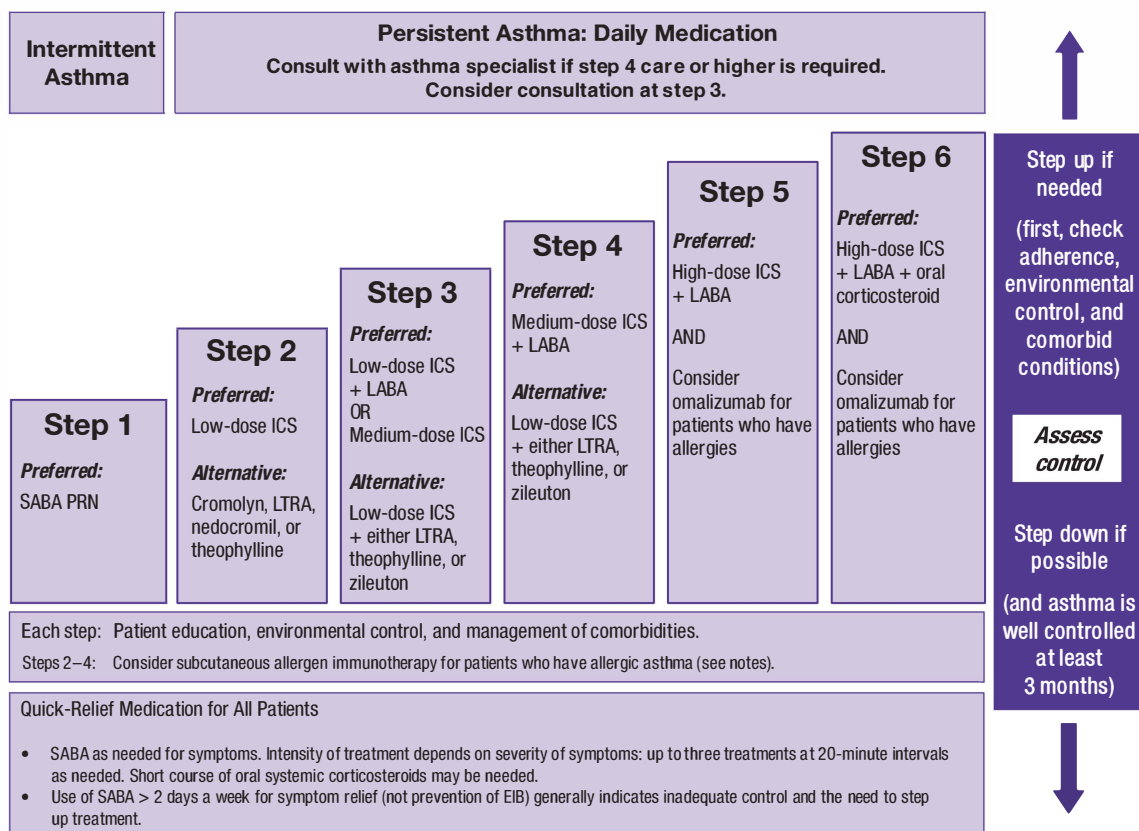 Intermittent
Asthma
Persistent Asthma: Daily Medication
Consult with asthma specialist if step 4 care or higher is required.
Consider consultation at step 3.
Step 1
Preferred:
SABA PRN
Step 2
Preferred:
Low-dose ICS
Alternative:
Cromolyn, LTRA,
nedocromil, or
theophylline
Step 3
Preferred:
Low-dose ICS
+ LABA
OR
Medium-dose ICS
Alternative:
Low-dose ICS
+ either LTRA,
theophylline, or
zileuton
Step 4
Preferred:
Medium-dose ICS
+ LABA
Alternative:
Low-dose ICS
+ either LTRA,
theophylline, or
zileuton
Step 5
Preferred:
High-dose ICS
+ LABA
AND
Consider
omalizumab for
patients who have
allergies
Step 6
Preferred:
High-dose ICS
+ LABA + oral
corticosteroid
AND
Consider
omalizumab for
patients who have
allergies
Step up if
needed
(first, check
adherence,
environmental
control, and
comorbid
conditions)
Assess
control
Step down if
possible
(and asthma is
well controlled
at least
3 months)
Each step: Patient education, environmental control, and management of comorbidities.
Steps 2–4: Consider subcutaneous allergen immunotherapy for patients who have allergic asthma (see notes).
Quick-Relief Medication for All Patients
• SABA as needed for symptoms. Intensity of treatment depends on severity of symptoms: up to three treatments at 20-minute intervals
as needed. Short course of oral systemic corticosteroids may be needed.
• Use of SABA > 2 days a week for symptom relief (not prevention of EIB) generally indicates inadequate control and the need to step
up treatment.